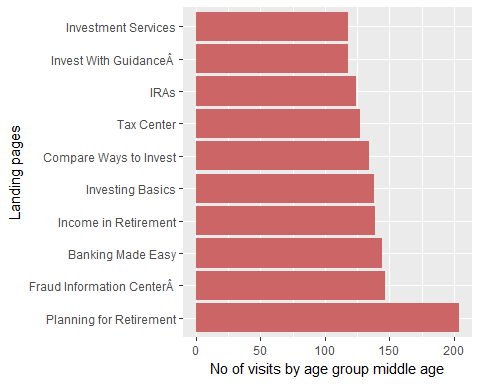 Landing pages
Investment Services
Invest With GuidanceÂ
IRAs
Tax Center
Compare Ways to Invest
Investing Basics
Income in Retirement
Banking Made Easy
Fraud Information CenterÂ
Planning for Retirement
0 50 100 150 200
No of visits by age group middle age